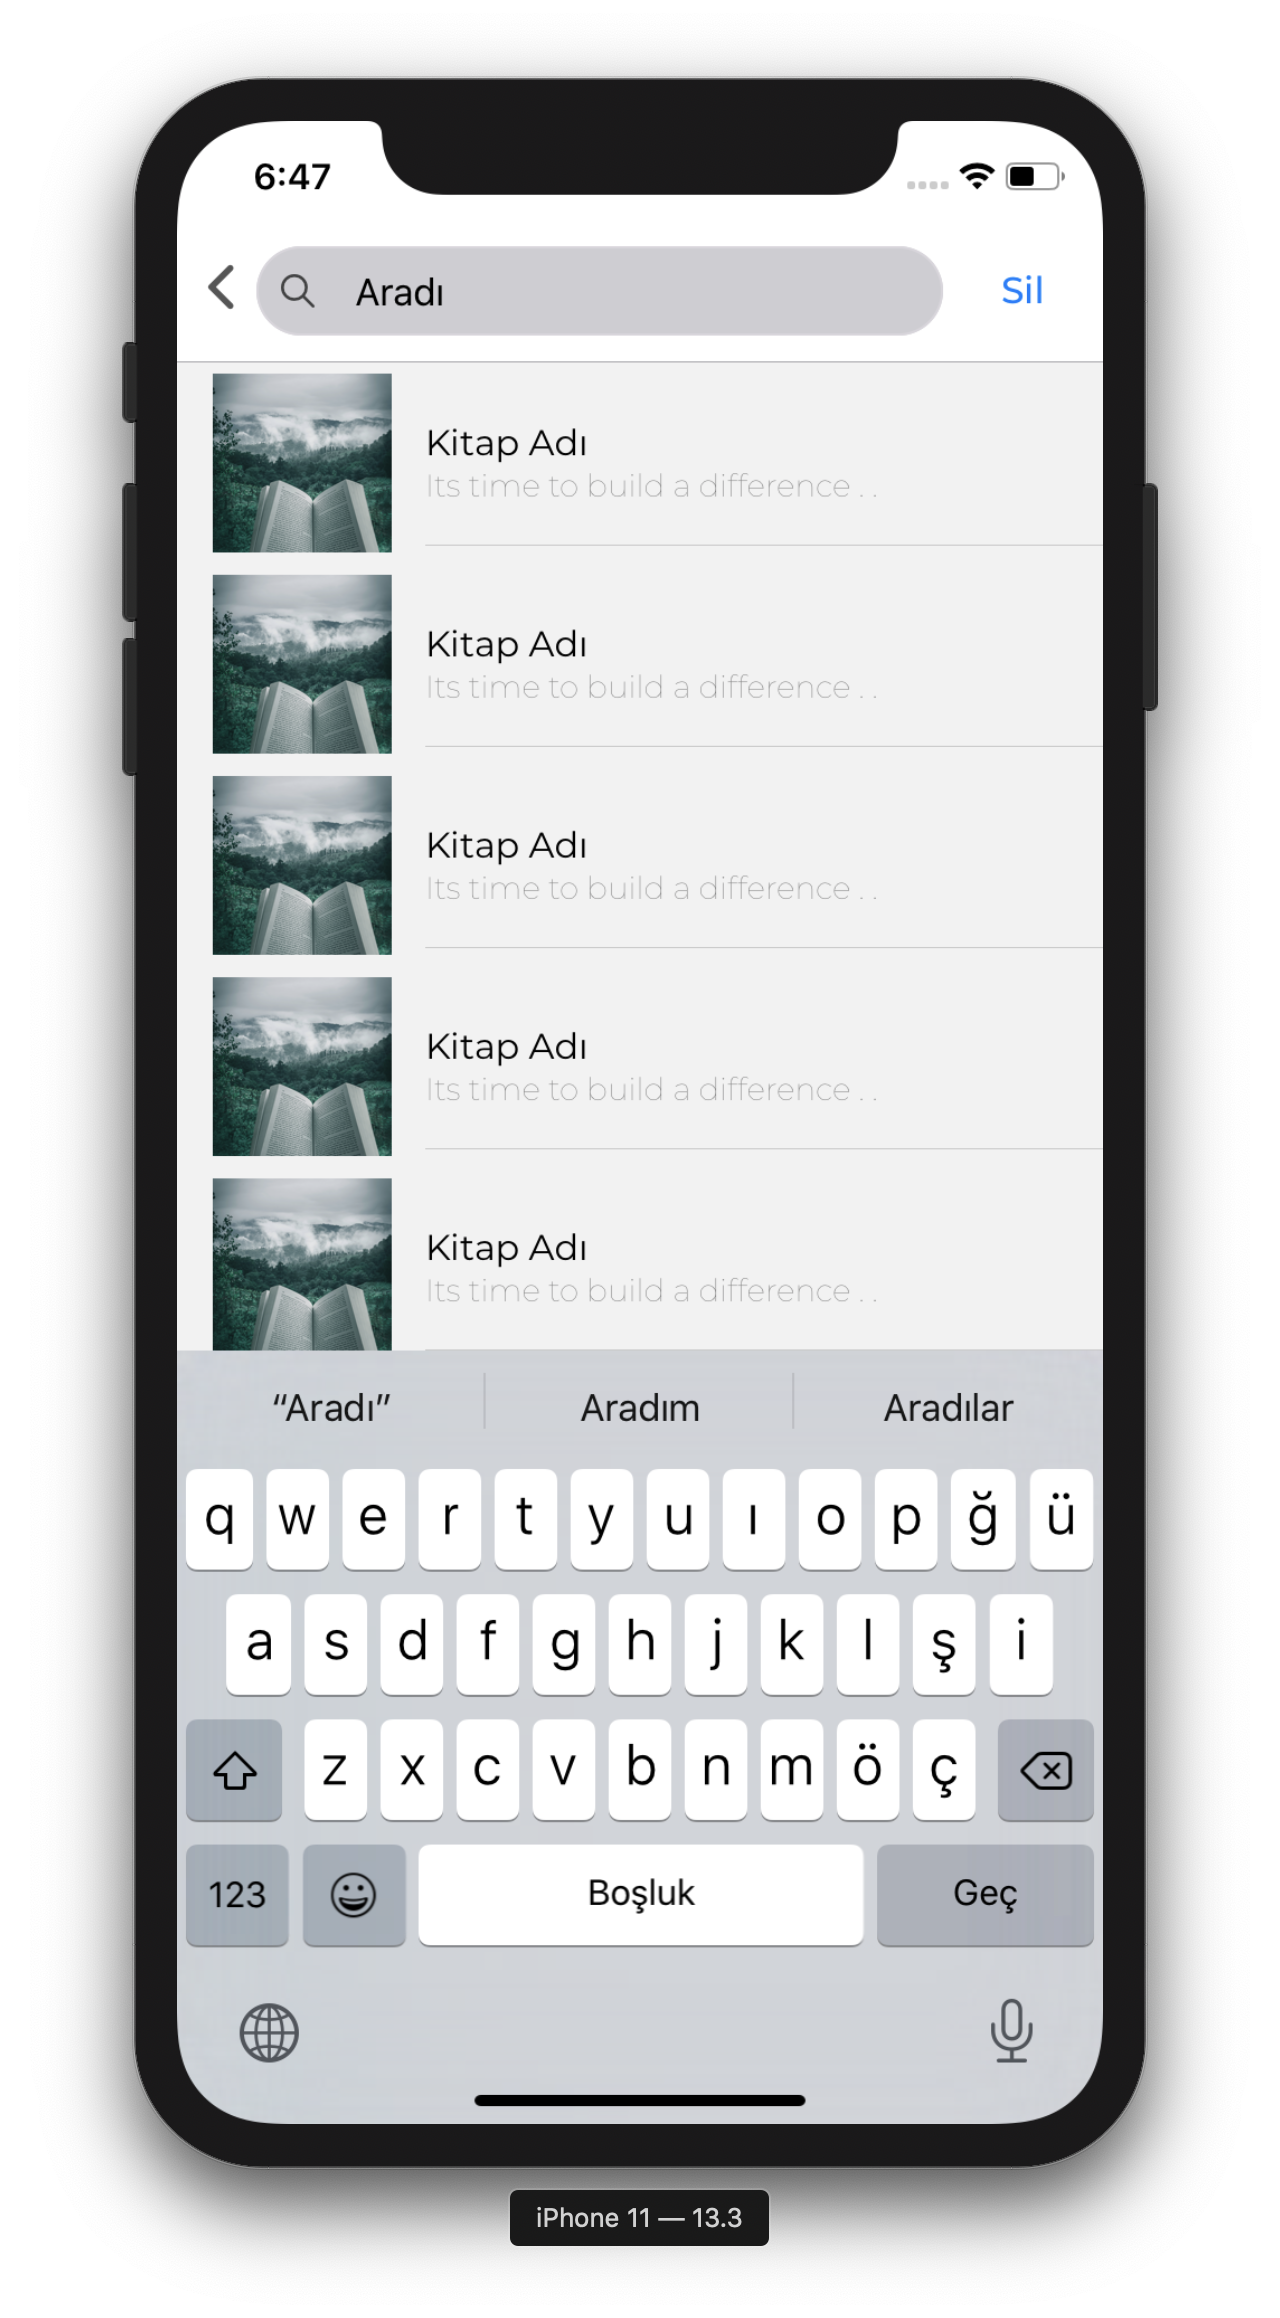 6:47
Aradı
Sil
Kitap Adı
Its time to build a difference . .
Kitap Adı
Its time to build a difference . .
Kitap Adı
Its time to build a difference . .
Kitap Adı
Its time to build a difference . .
Kitap Adı
Its time to build a difference . .
“Aradı” Aradım Aradılar
q w e r t y u ı o p ğ ü
a s d f g h j k l ş i
z x c v b n m ö ç
123 Boşluk Geç
iPhone 11 — 13.3